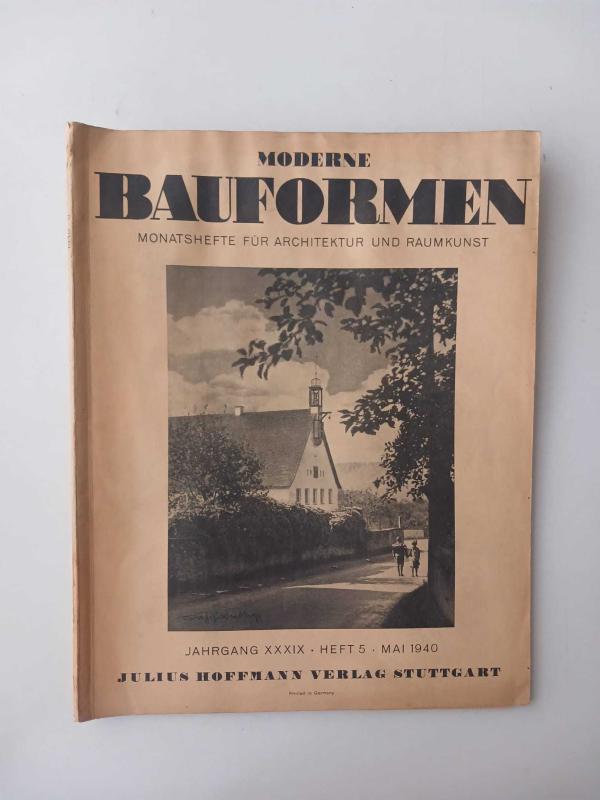 MODERNE
BAUFORMEN
MONATSHEFTE FÜR ARCHITEKTUR UND RAUMKUNST
JAHRGANG XXXIX · HEFT 5 · MAI 1940
JULIUS HOFFMANN VERLAG STUTTGART
Printed in Germany